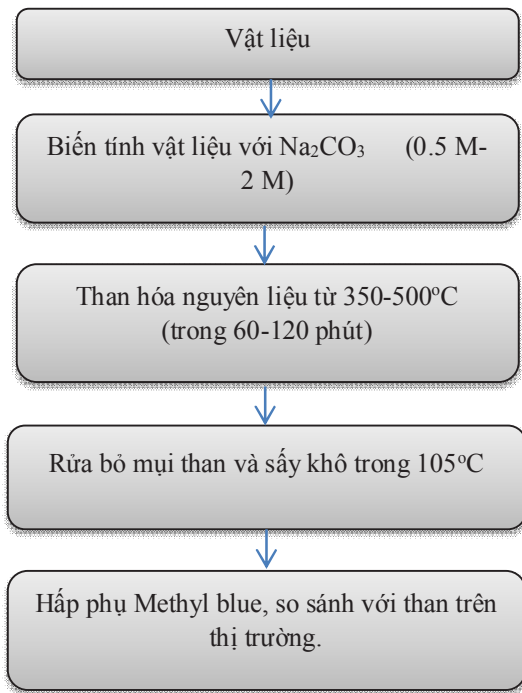 Vật liệu
Biến tính vật liệu với Na₂CO₃ (0.5 M-
2 M)
Than hóa nguyên liệu từ 350-500ºC
(trong 60-120 phút)
Rửa bỏ mụi than và sấy khô trong 105ºC
Hấp phụ Methyl blue, so sánh với than trên
thị trường.